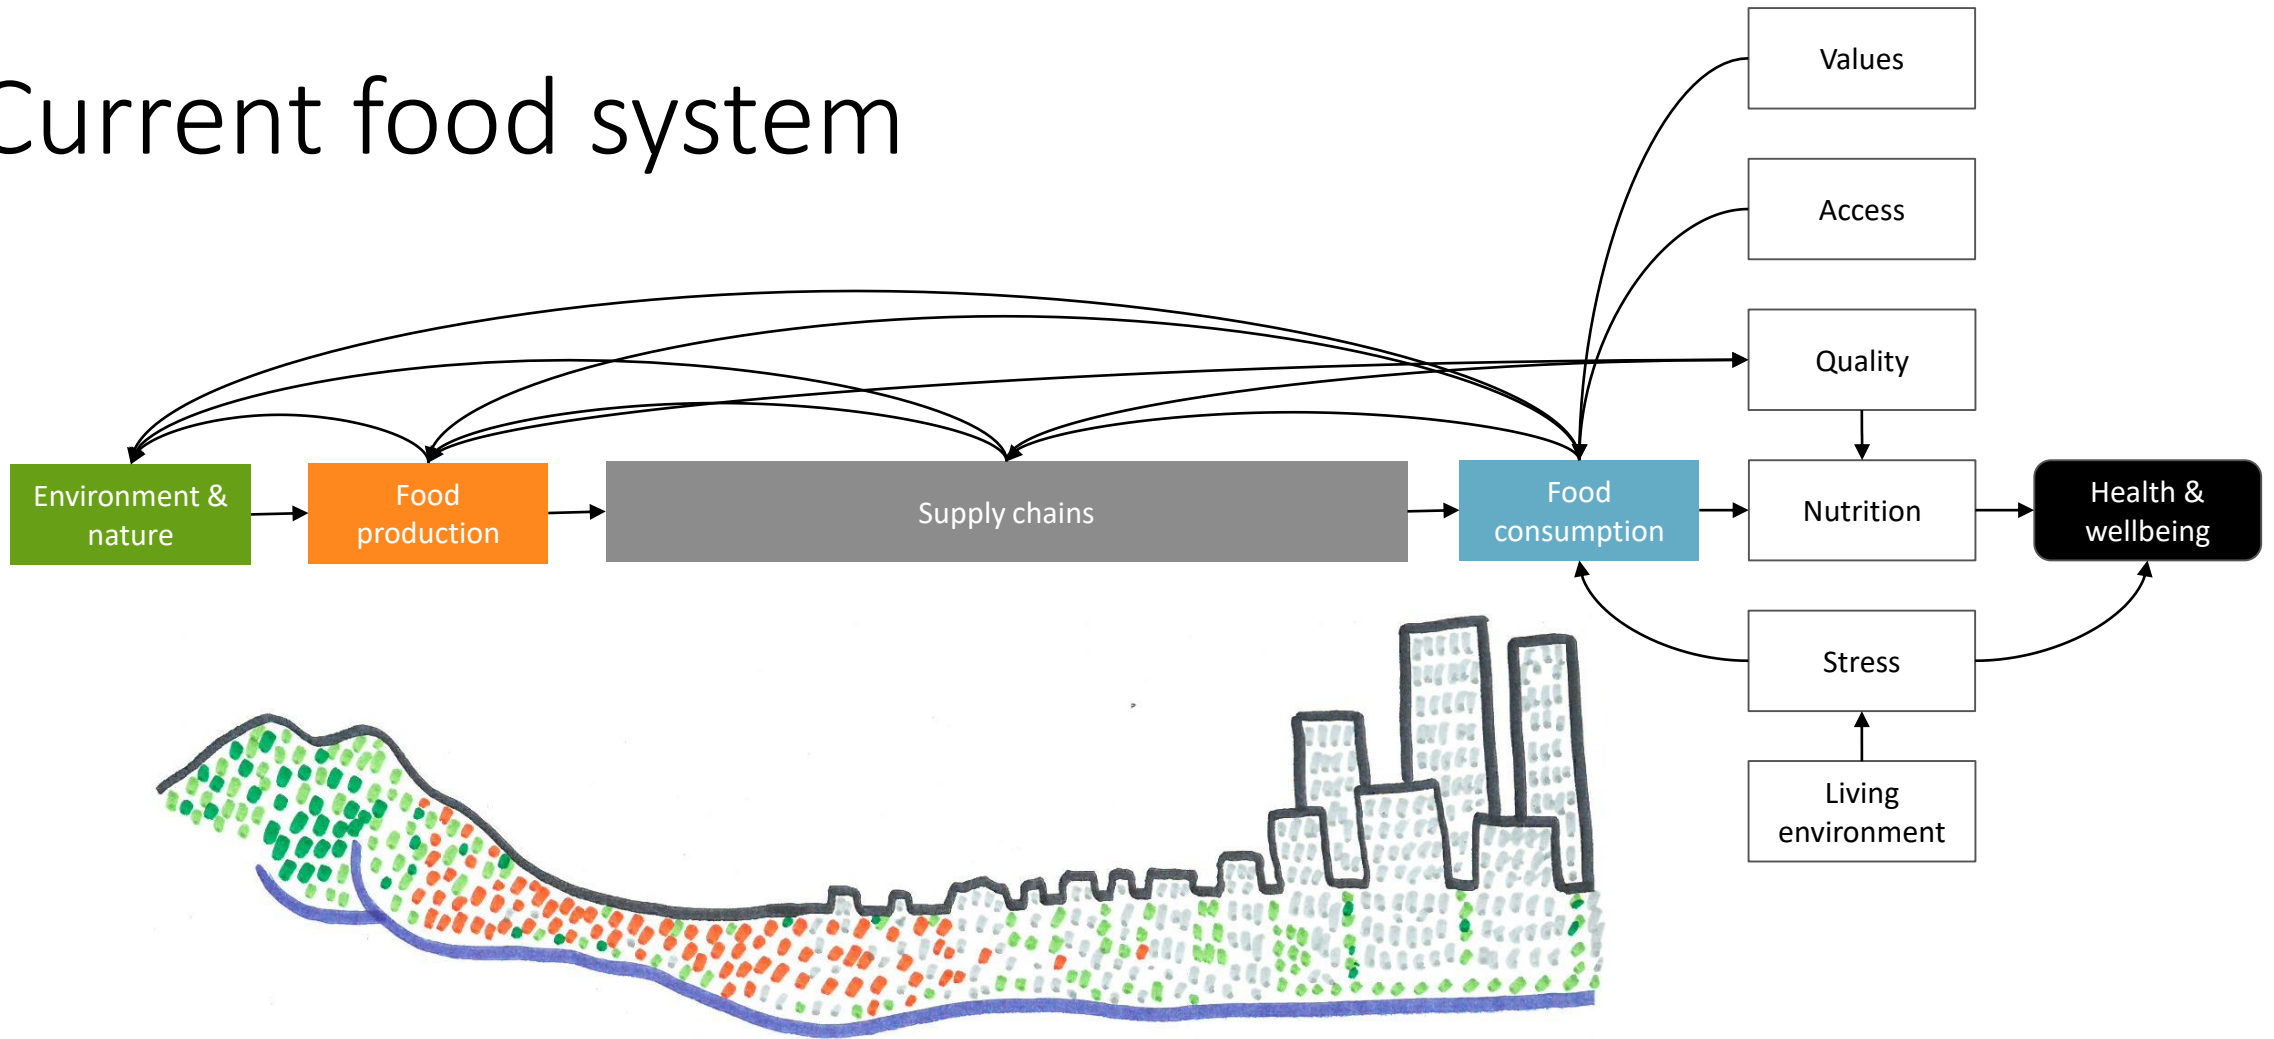 Current food system
Values
Access
Quality
Environment &
nature
Food
production
Supply chains
Food
consumption
Nutrition
Health &
wellbeing
Stress
Living
environment